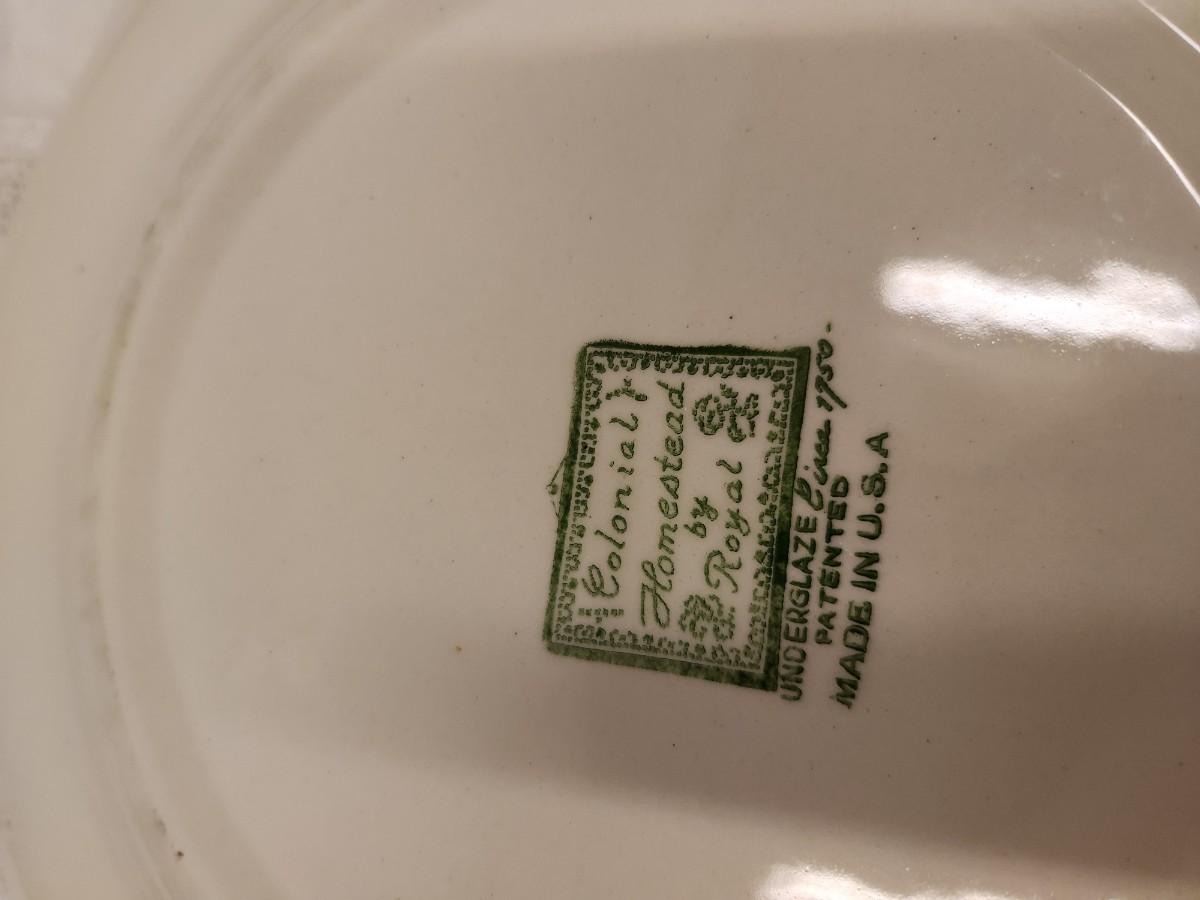 Colonial
Homestead
by
Royal
UNDERGLAZE Circa 1750.
PATENTED
MADE IN U.S.A